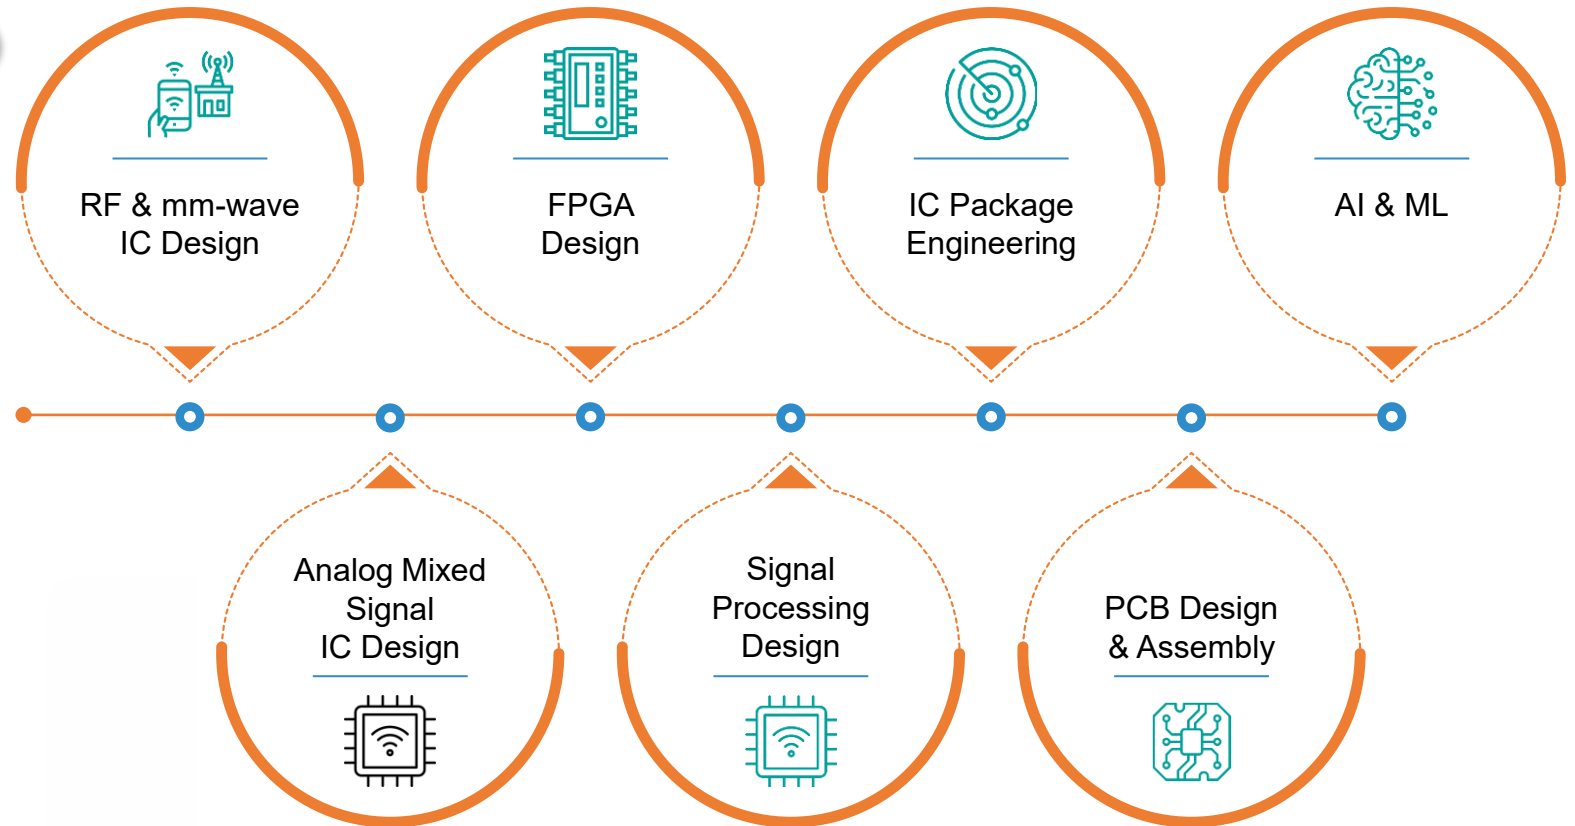 RF & mm-wave
IC Design
FPGA
Design
IC Package
Engineering
AI & ML
Analog Mixed
Signal
IC Design
Signal
Processing
Design
PCB Design
& Assembly